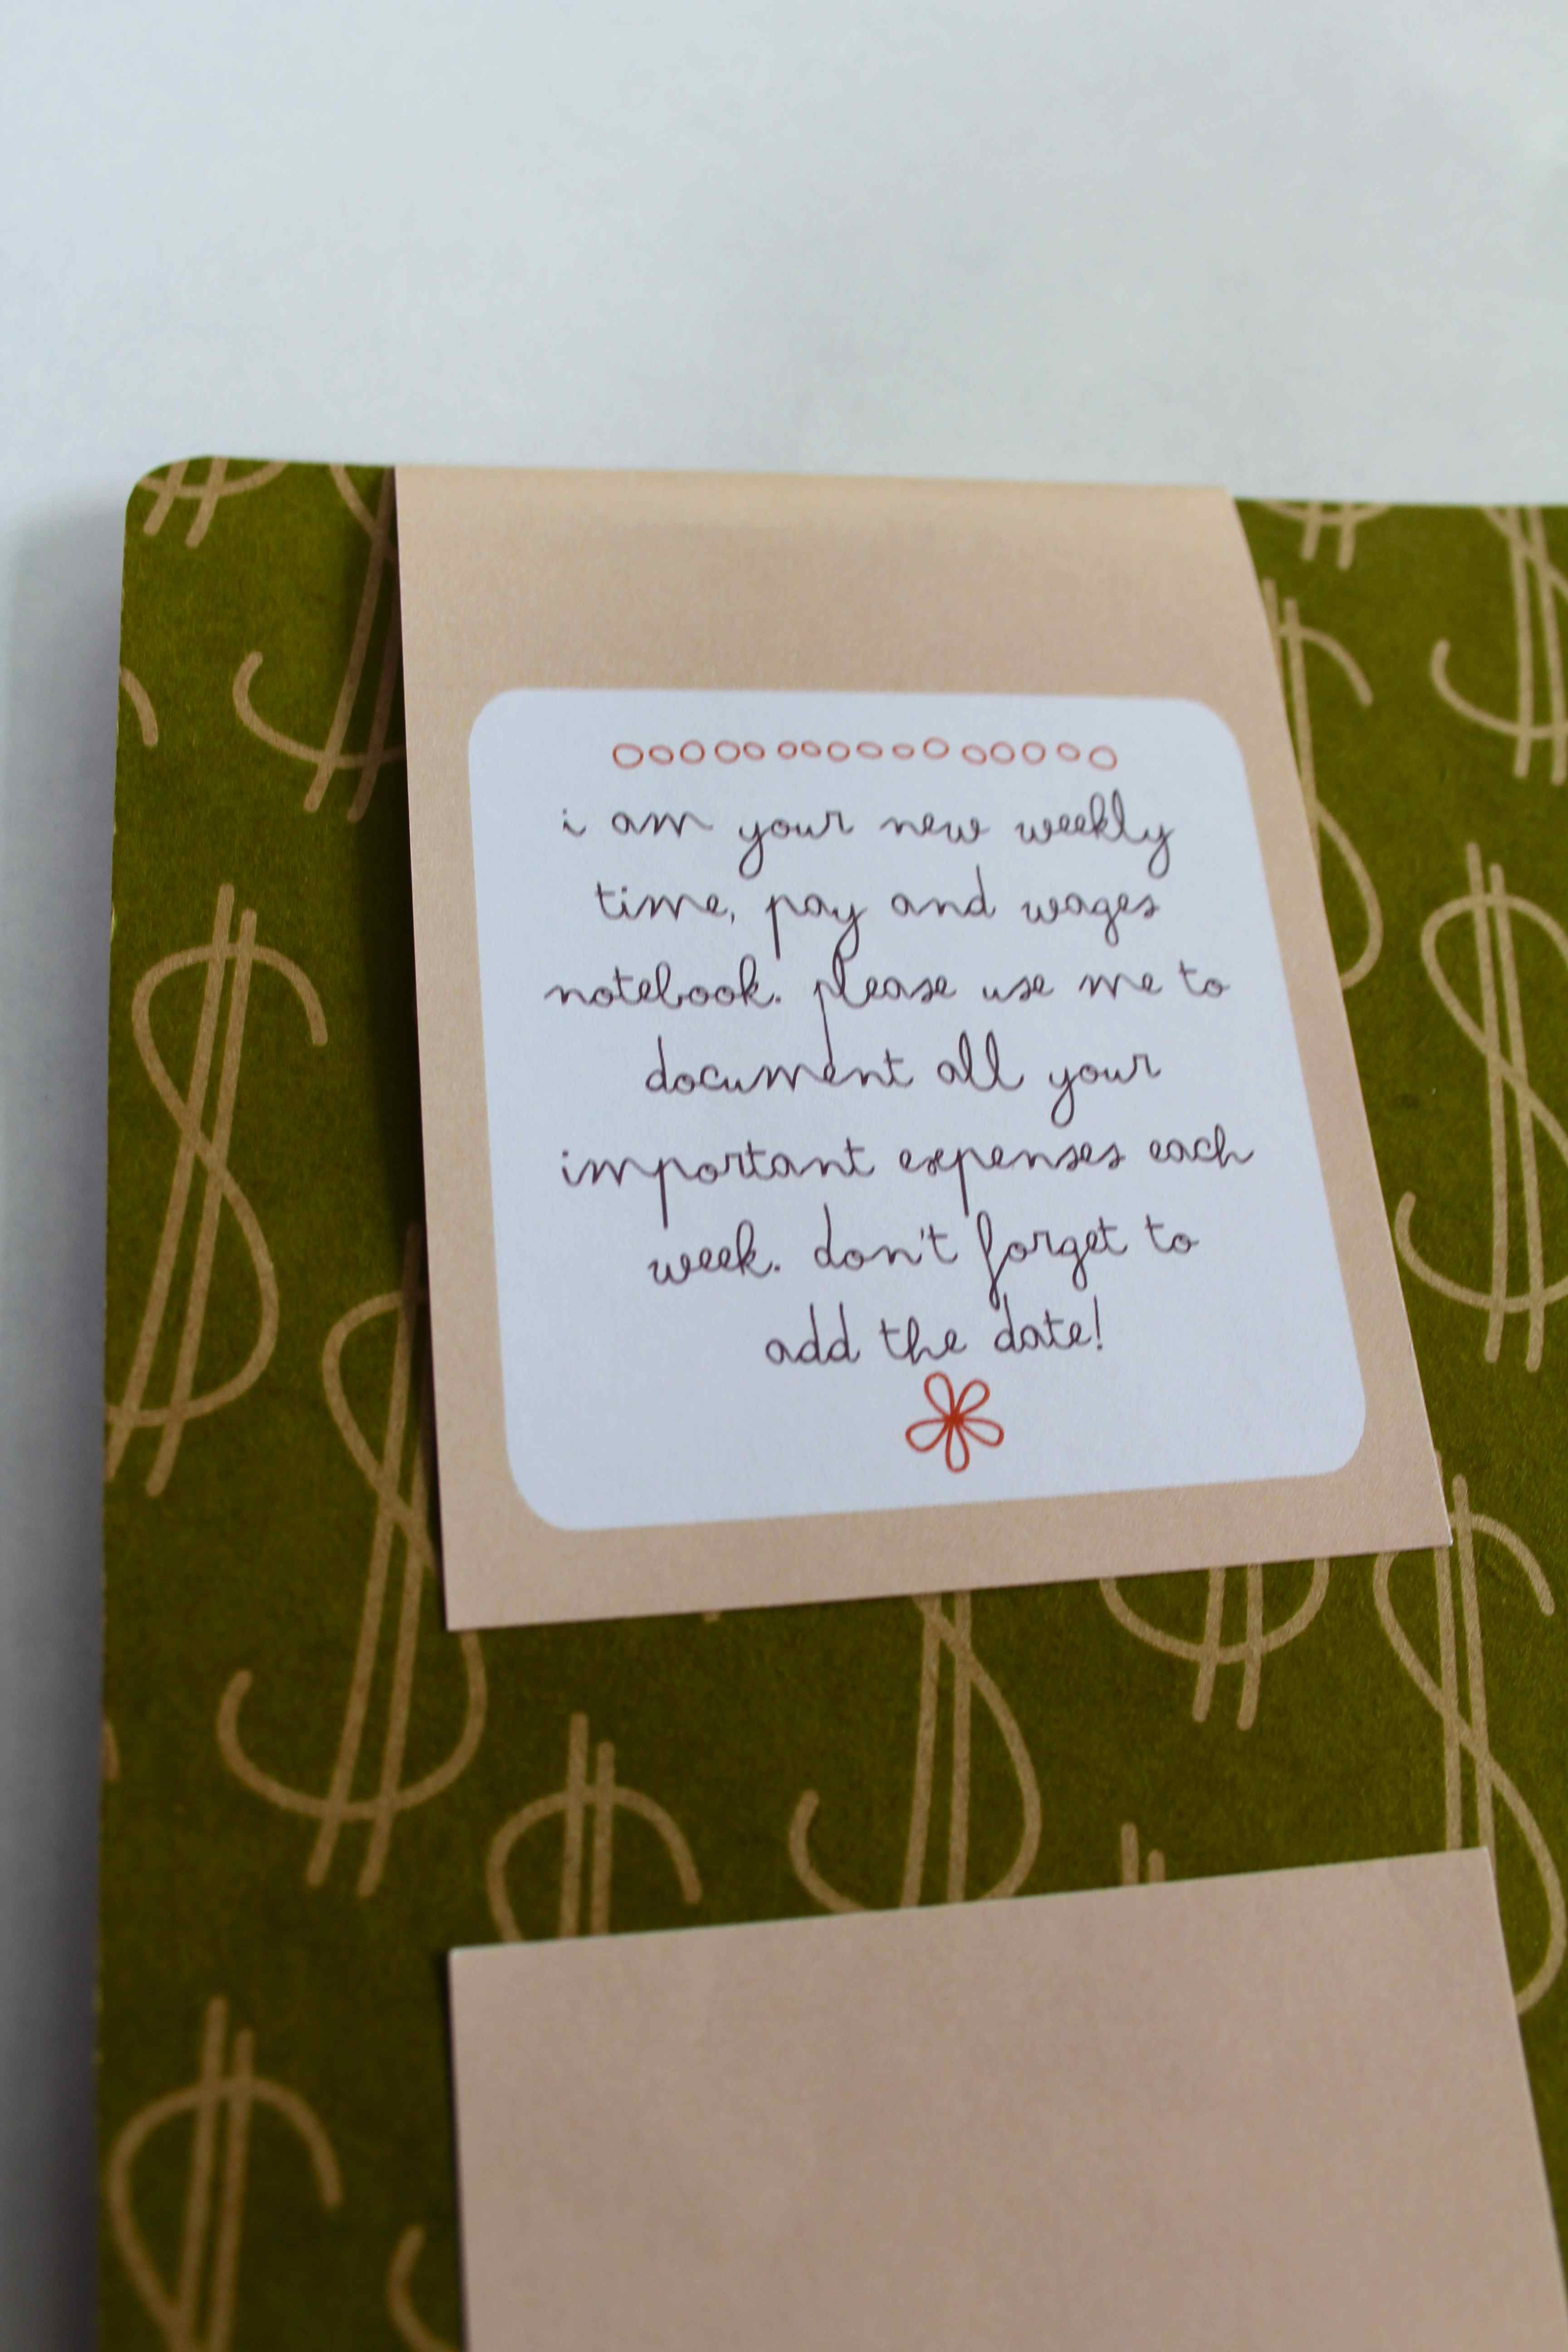 i am your new weekly
time, pay and wages
notebook. please use me to
document all your
important expenses each
week. don't forget to
add the date!